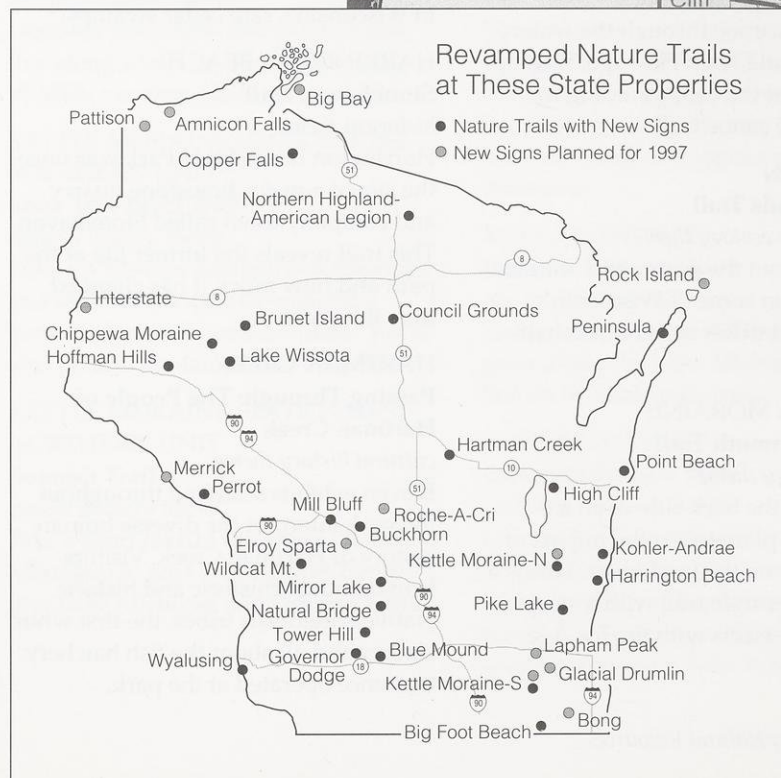 Cliff
Revamped Nature Trails
at These State Properties
Nature Trails with New Signs
New Signs Planned for 1997
Big Bay
Pattison
Amnicon Falls
Copper Falls
51
Northern Highland-
American Legion
8
Rock Island
Interstate
8
Brunet Island
Council Grounds
Peninsula
Chippewa Moraine
Hoffman Hills
Lake Wissota
51
90
94
Hartman Creek
10
Point Beach
Merrick
Perrot
High Cliff
51
Mill Bluff
Roche-A-Cri
90
Buckhorn
Elroy Sparta
Kettle Moraine-N
Kohler-Andrae
Wildcat Mt.
Harrington Beach
Mirror Lake
90
94
Natural Bridge
Pike Lake
Tower Hill
Wyalusing
Governor
Dodge
18
Blue Mound
Lapham Peak
Glacial Drumlin
Kettle Moraine-S
90
94
Bong
Big Foot Beach